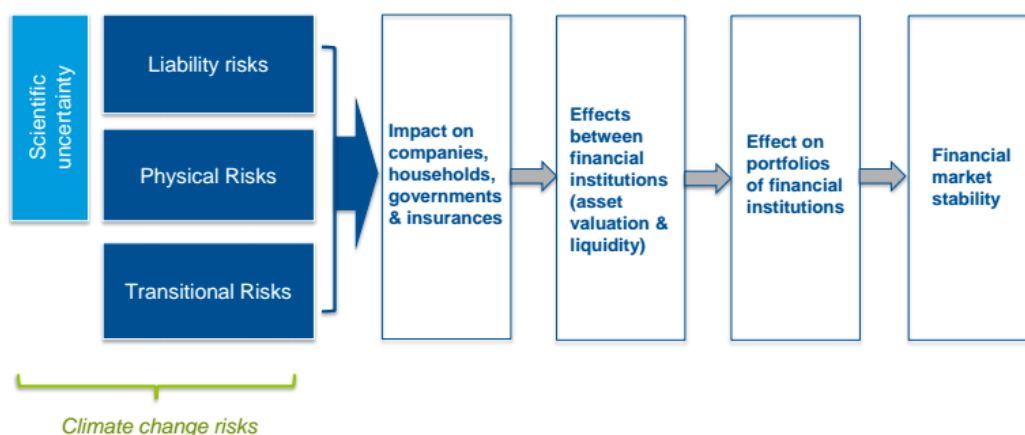 Scientific
uncertainty
Liability risks
Physical Risks
Transitional Risks
Impact on
companies,
households,
governments
& insurances
Effects
between
financial
institutions
(asset
valuation &
liquidity)
Effect on
portfolios
of financial
institutions
Financial
market
stability
Climate change risks